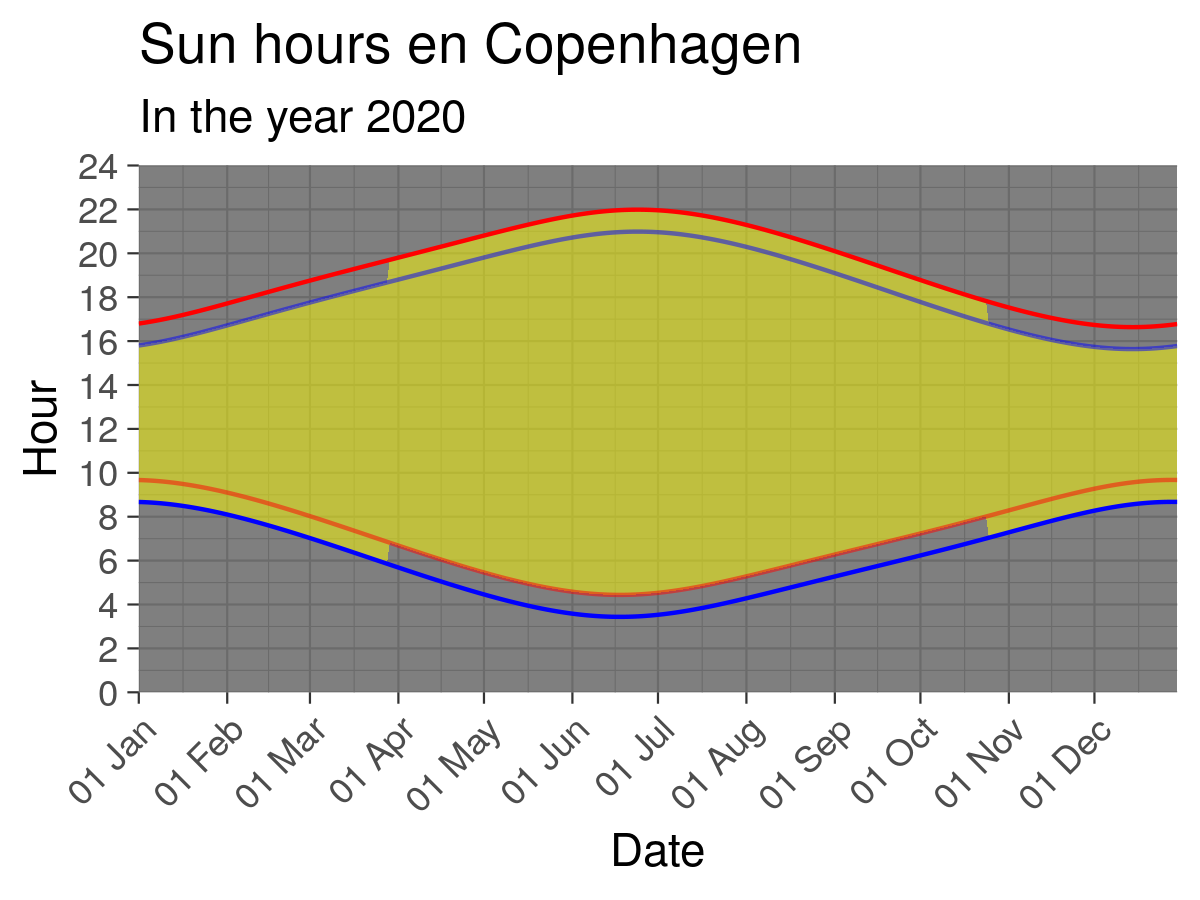 Sun hours en Copenhagen
In the year 2020
24
22
20
18
16
14
12
10
8
6
4
2
0
Hour
01 Jan
01 Feb
01 Mar
01 Apr
01 May
01 Jun
01 Jul
01 Aug
01 Sep
01 Oct
01 Nov
01 Dec
Date